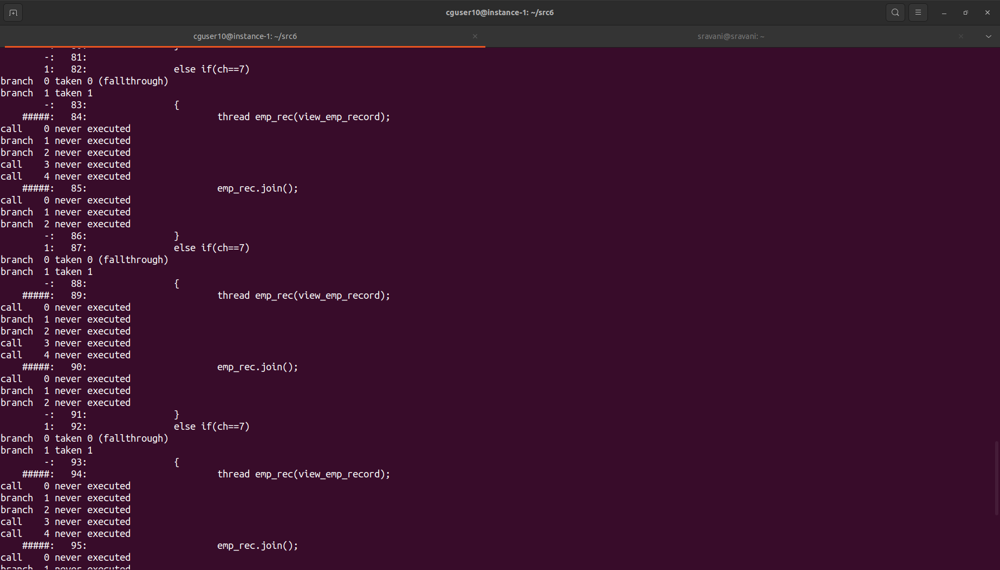 cguser10@instance-1: ~/src6
cguser10@instance-1: ~/src6
sravani@sravani: ~
-: 81:
1: 82: else if(ch==7)
branch 0 taken 0 (fallthrough)
branch 1 taken 1
-: 83: {
#####: 84: thread emp_rec(view_emp_record);
call 0 never executed
branch 1 never executed
branch 2 never executed
call 3 never executed
call 4 never executed
#####: 85: emp_rec.join();
call 0 never executed
branch 1 never executed
branch 2 never executed
-: 86: }
1: 87: else if(ch==7)
branch 0 taken 0 (fallthrough)
branch 1 taken 1
-: 88: {
#####: 89: thread emp_rec(view_emp_record);
call 0 never executed
branch 1 never executed
branch 2 never executed
call 3 never executed
call 4 never executed
#####: 90: emp_rec.join();
call 0 never executed
branch 1 never executed
branch 2 never executed
-: 91: }
1: 92: else if(ch==7)
branch 0 taken 0 (fallthrough)
branch 1 taken 1
-: 93: {
#####: 94: thread emp_rec(view_emp_record);
call 0 never executed
branch 1 never executed
branch 2 never executed
call 3 never executed
call 4 never executed
#####: 95: emp_rec.join();
call 0 never executed
branch 1 never executed